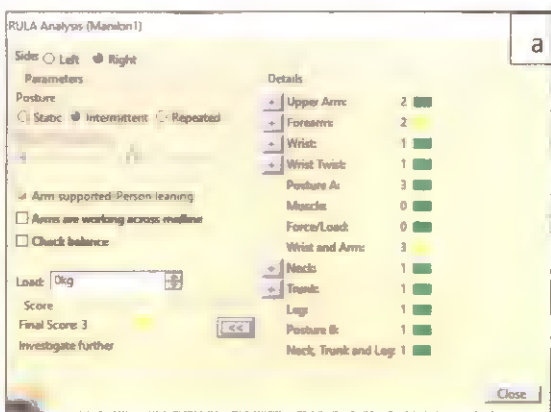 RULA Analysis (Manikin1)
a
Side: Left Right
Parameters
Posture
Static Intermittent Repeated
Arm supported/Person leaning
Arms are working across midline
Check balance
Load: 0kg
Score
Final Score: 3
Investigate further
<<
Details
+ Upper Arm: 2
+ Forearm: 2
+ Wrist: 1
+ Wrist Twist: 1
Posture A: 3
Muscle: 0
Force/Load: 0
Wrist and Arm: 3
+ Neck: 1
+ Trunk: 1
Leg: 1
Posture B: 1
Neck, Trunk and Leg: 1
Close